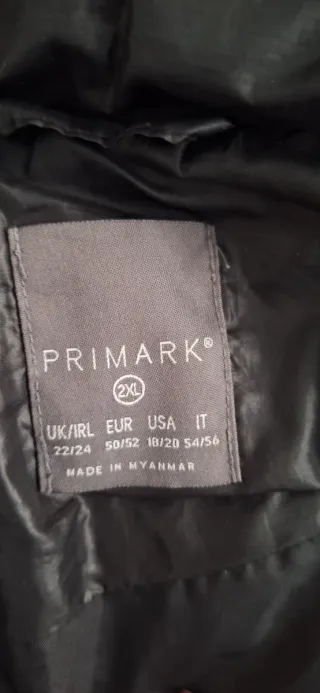 PRIMARK®
2XL
UK/IRL EUR USA IT
22/24 50/52 18/20 54/56
MADE IN MYANMAR